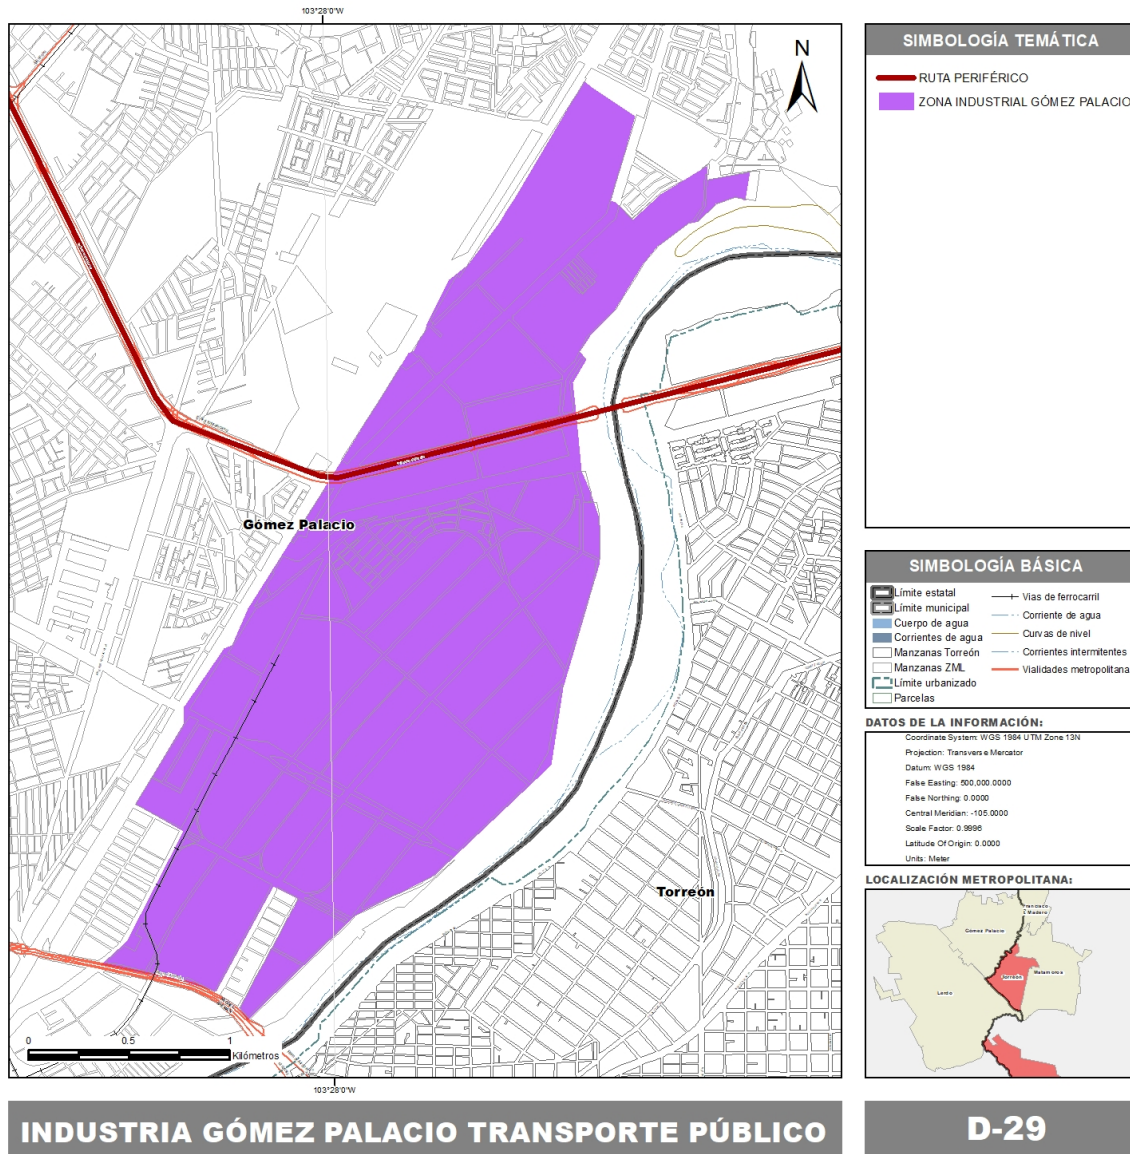 103°28'0"W
N
Gómez Palacio
Torreón
0 0.5 1
Kilómetros
103°28'0"W
INDUSTRIA GÓMEZ PALACIO TRANSPORTE PÚBLICO
SIMBOLOGÍA TEMÁTICA
RUTA PERIFÉRICO
ZONA INDUSTRIAL GÓMEZ PALACIO
SIMBOLOGÍA BÁSICA
Límite estatal
Límite municipal
Cuerpo de agua
Corrientes de agua
Manzanas Torreón
Manzanas ZML
Límite urbanizado
Parcelas
Vias de ferrocarril
Corriente de agua
Curvas de nivel
Corrientes intermitentes
Vialidades metropolitana
DATOS DE LA INFORMACIÓN:
Coordinate System: WGS 1984 UTM Zone 13N
Projection: Transverse Mercator
Datum: WGS 1984
False Easting: 500,000.0000
False Northing: 0.0000
Central Meridian: -105.0000
Scale Factor: 0.9996
Latitude Of Origin: 0.0000
Units: Meter
LOCALIZACIÓN METROPOLITANA:
Francisco
I Madero
Gómez Palacio
Matamoros
Torreón
Lerdo
D-29